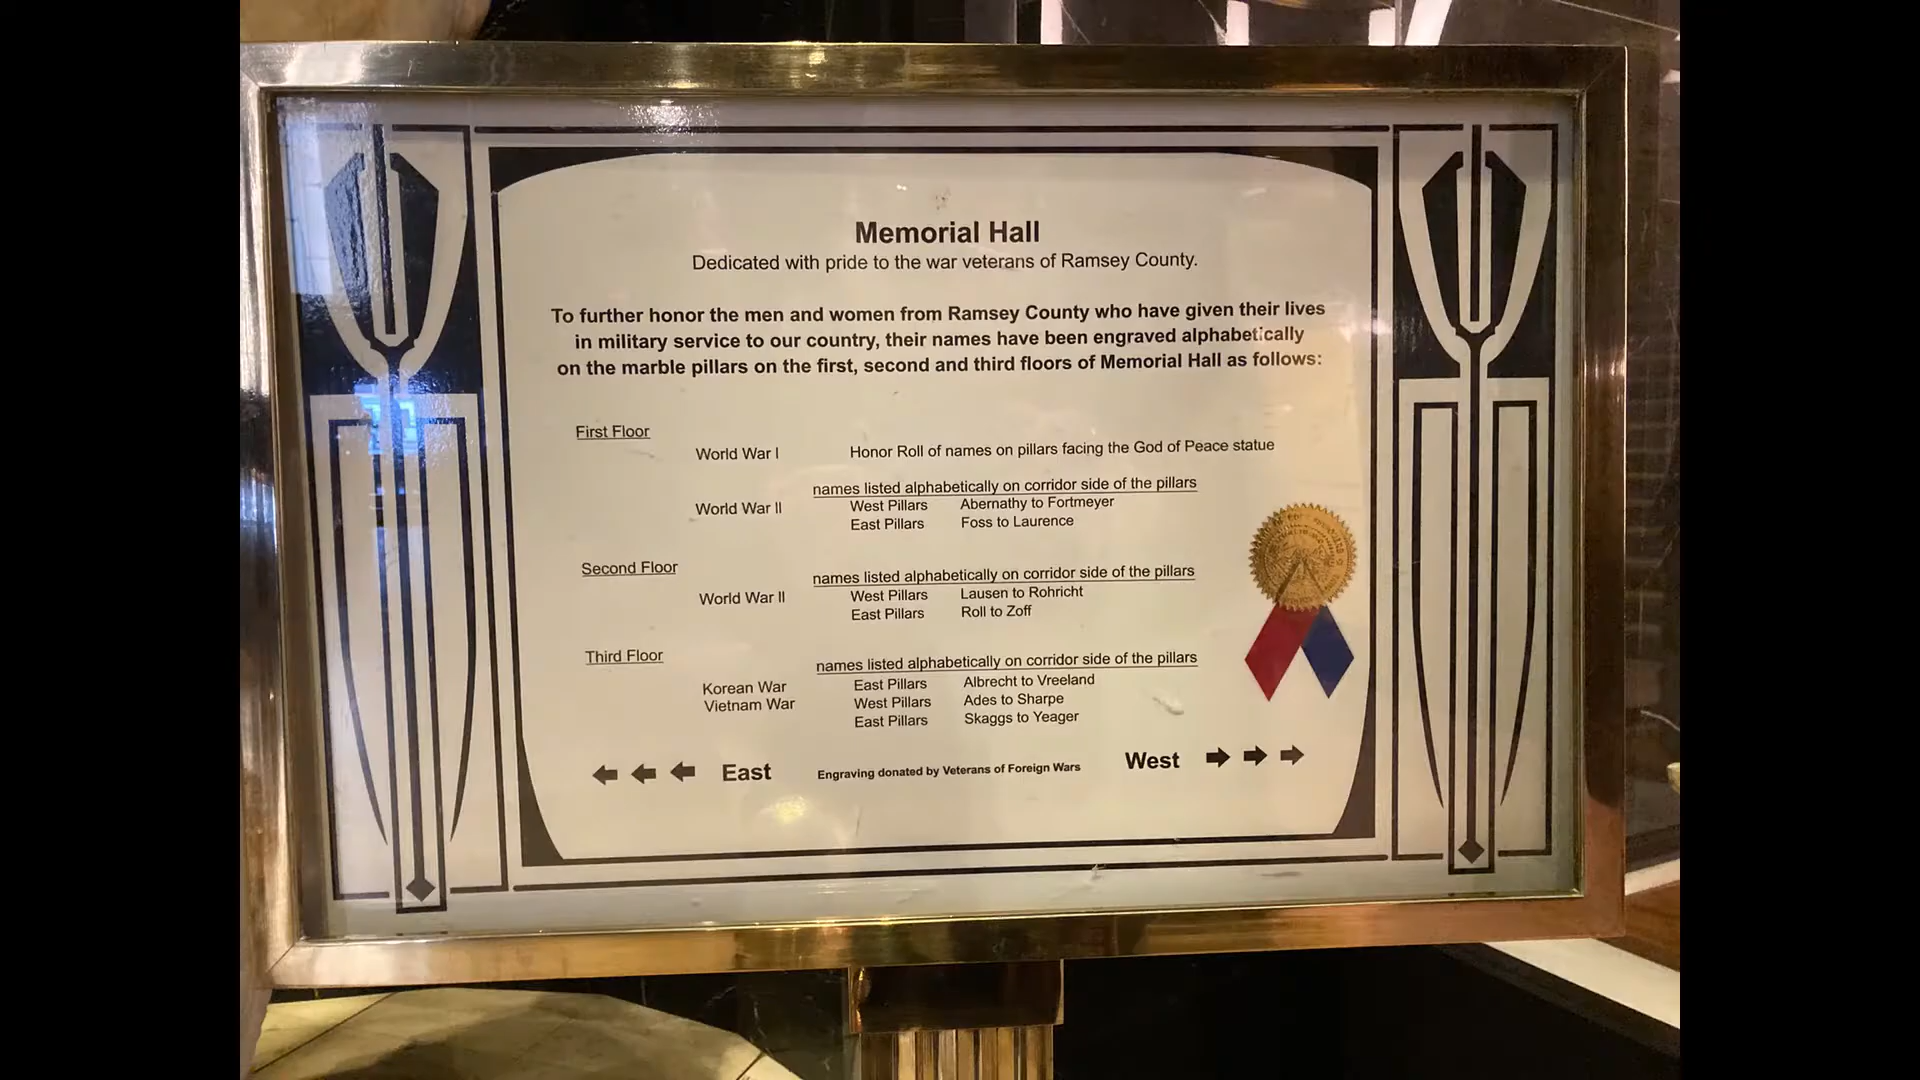 Memorial Hall
Dedicated with pride to the war veterans of Ramsey County.
To further honor the men and women from Ramsey County who have given their lives
in military service to our country, their names have been engraved alphabetically
on the marble pillars on the first, second and third floors of Memorial Hall as follows:
First Floor
World War I Honor Roll of names on pillars facing the God of Peace statue
names listed alphabetically on corridor side of the pillars
World War II West Pillars Abernathy to Fortmeyer
East Pillars Foss to Laurence
Second Floor
names listed alphabetically on corridor side of the pillars
World War II West Pillars Lausen to Rohricht
East Pillars Roll to Zoff
Third Floor
names listed alphabetically on corridor side of the pillars
Korean War East Pillars Albrecht to Vreeland
Vietnam War West Pillars Ades to Sharpe
East Pillars Skaggs to Yeager
East Engraving donated by Veterans of Foreign Wars West